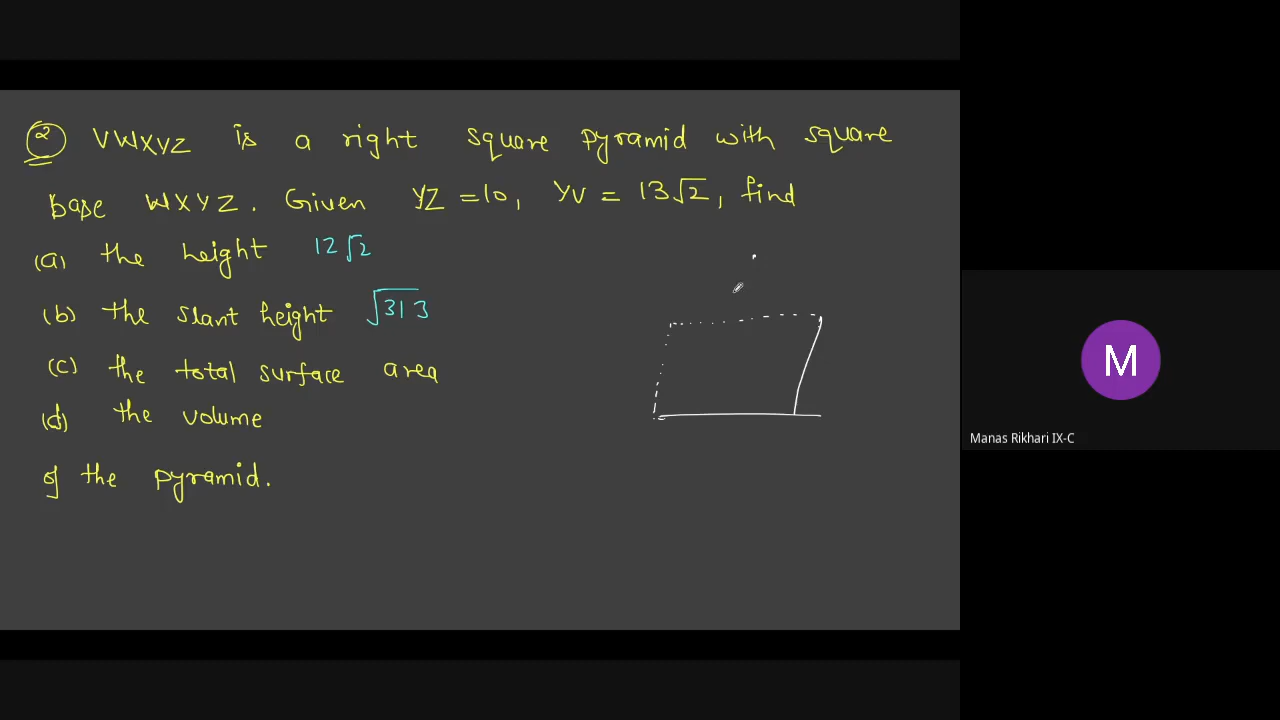 2 VWXYZ is a right square pyramid with square
base WXYZ. Given YZ = 10, YV = 13√2, find
(a) the height 12√2
(b) the slant height √313
(c) the total surface area
(d) the volume
of the pyramid.
M
Manas Rikhari IX-C